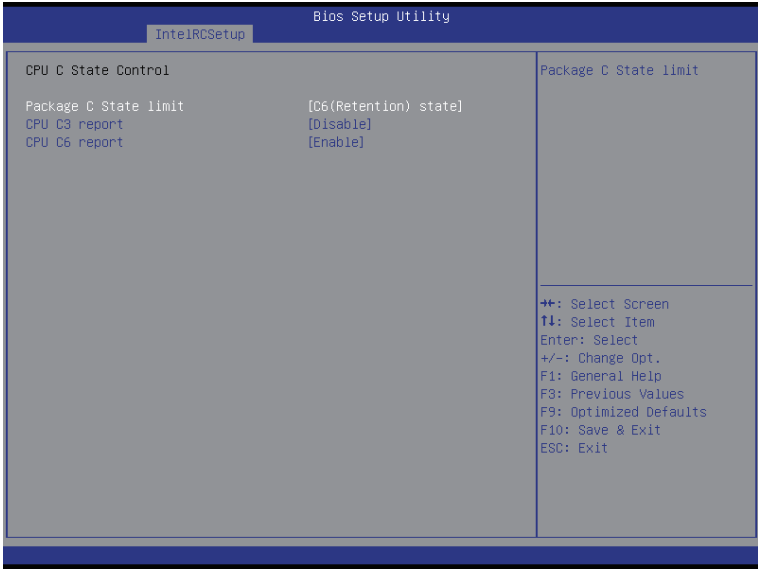 Bios Setup Utility
IntelRCSetup
CPU C State Control
Package C State limit [C6(Retention) state]
CPU C3 report [Disable]
CPU C6 report [Enable]
Package C State limit
→←: Select Screen
↑↓: Select Item
Enter: Select
+/-: Change Opt.
F1: General Help
F3: Previous Values
F9: Optimized Defaults
F10: Save & Exit
ESC: Exit